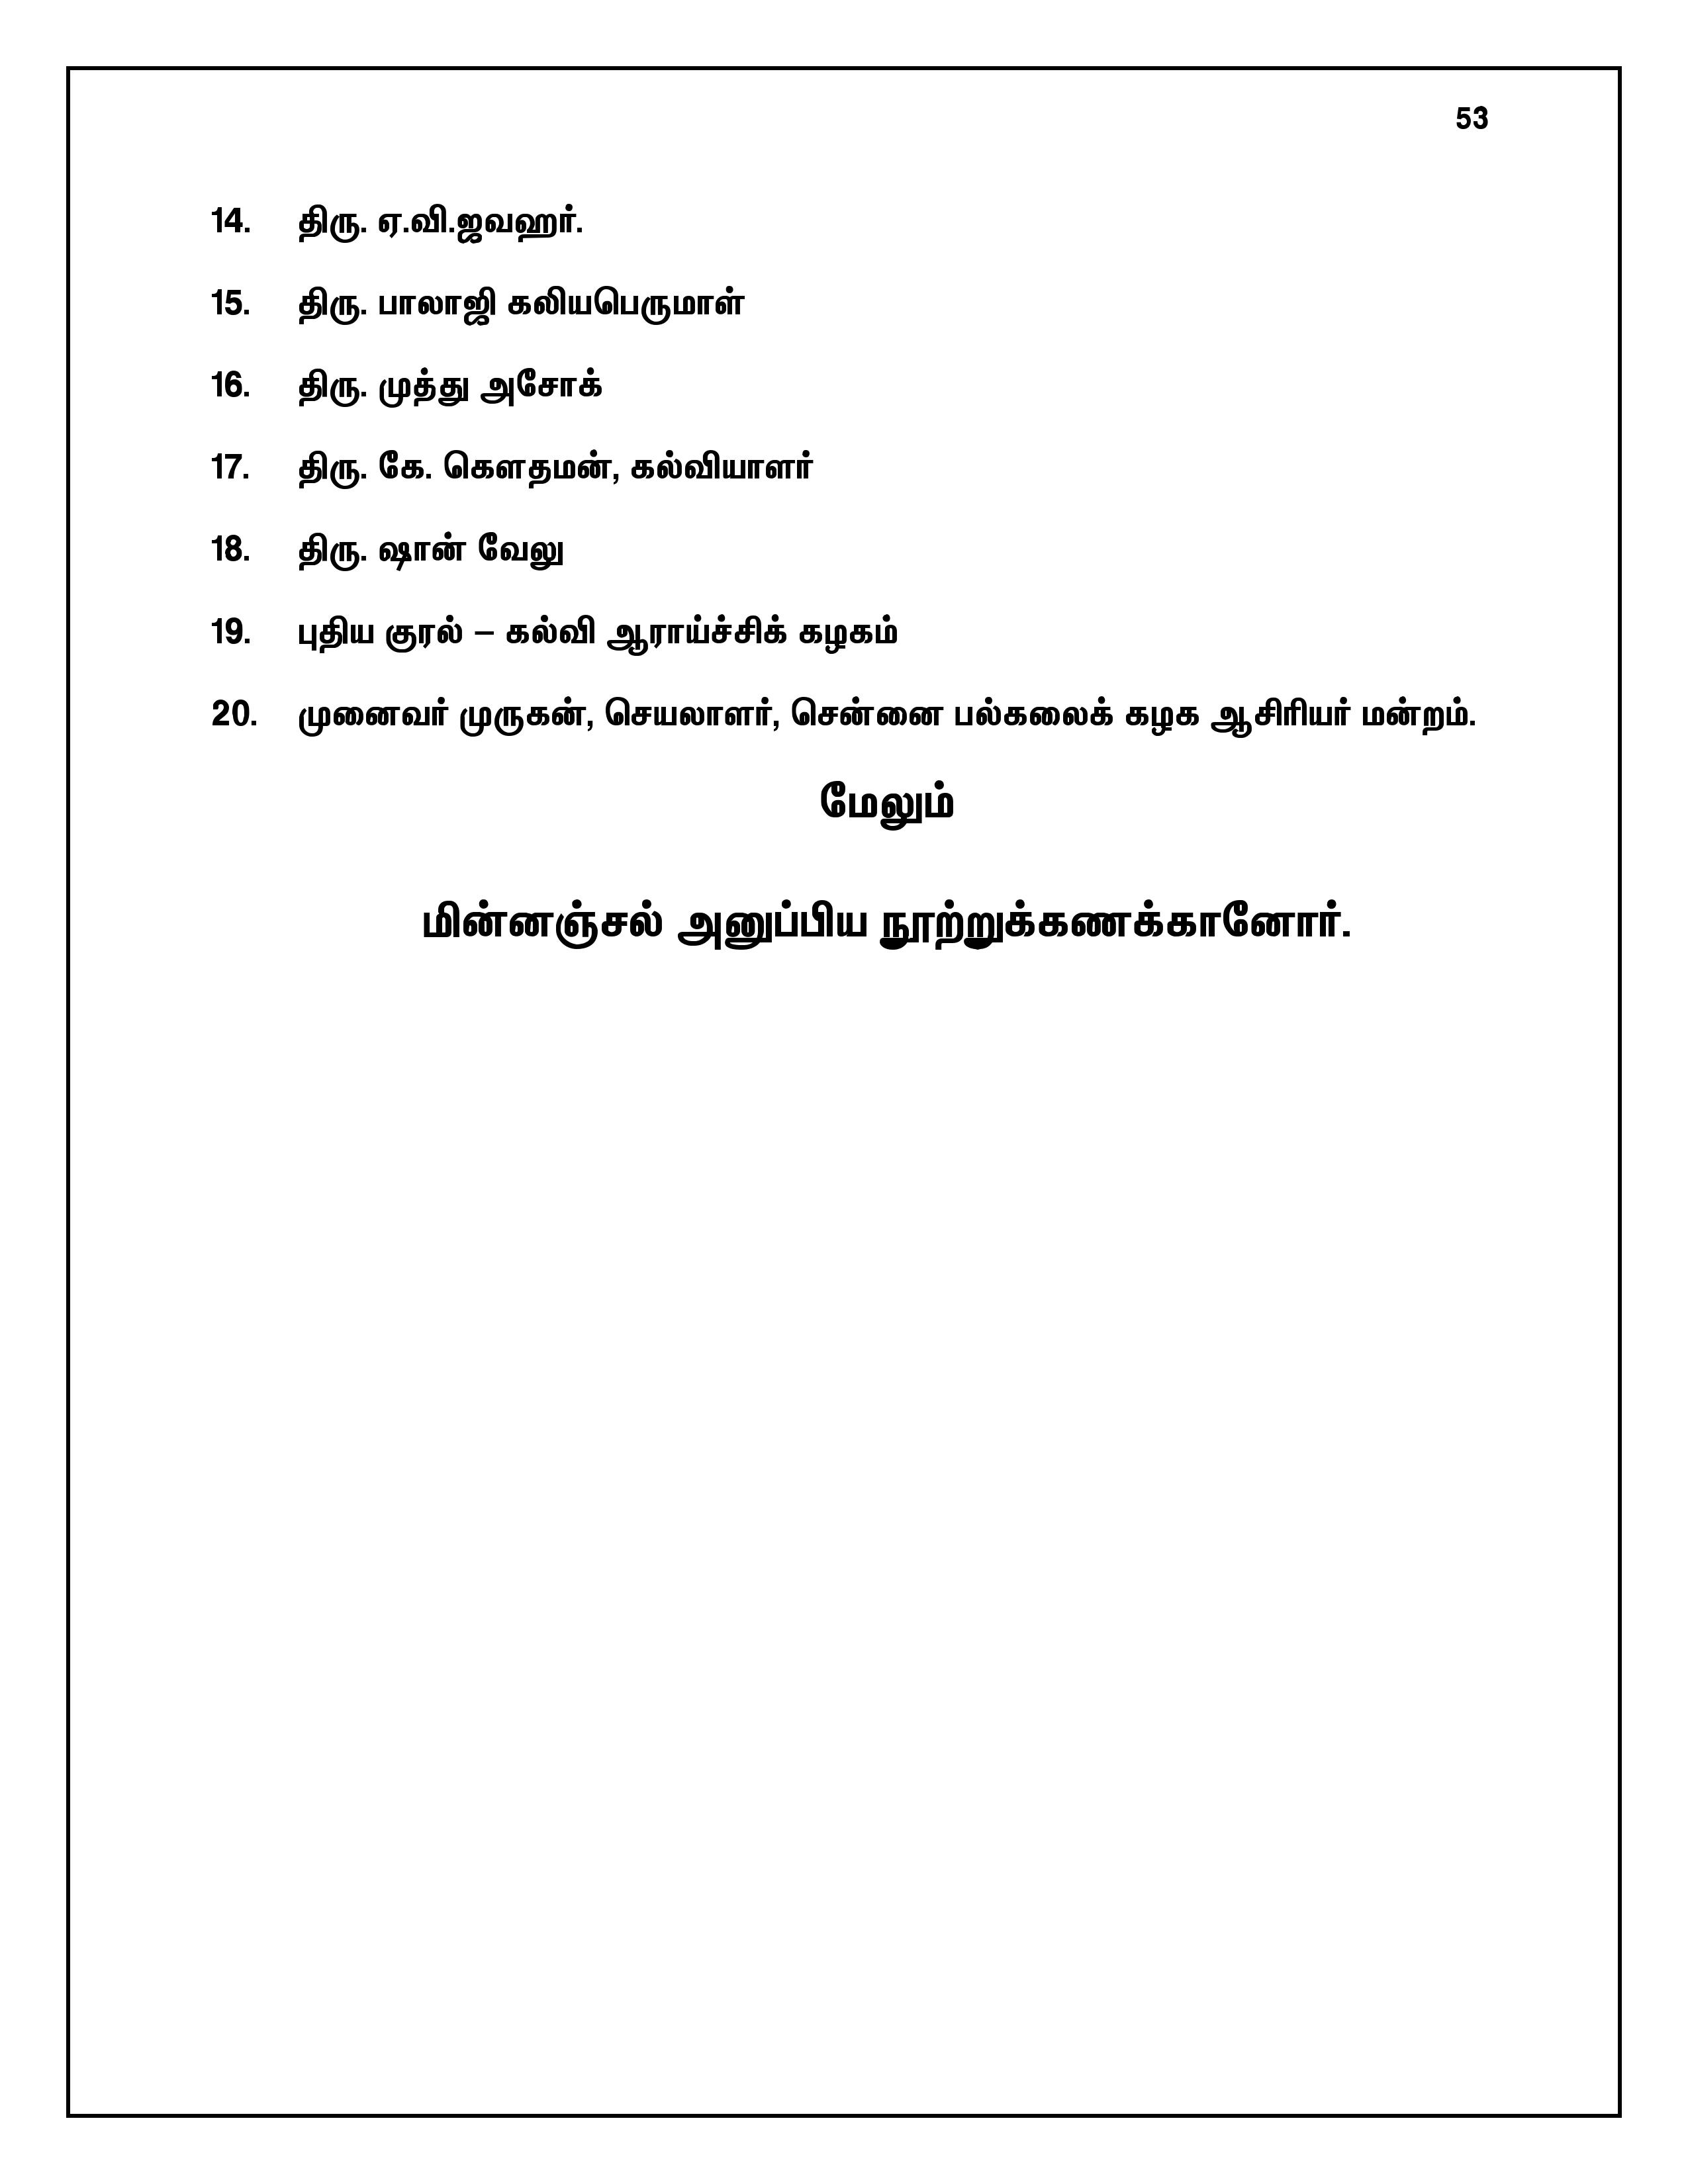 53
14. திரு. ஏ.வி.ஜவஹர்.
15. திரு. பாலாஜி கலியபெருமாள்
16. திரு. முத்து அசோக்
17. திரு. கே. கௌதமன், கல்வியாளர்
18. திரு. ஷான் வேலு
19. புதிய குரல் – கல்வி ஆராய்ச்சிக் கழகம்
20. முனைவர் முருகன், செயலாளர், சென்னை பல்கலைக் கழக ஆசிரியர் மன்றம்.
மேலும்
மின்னஞ்சல் அனுப்பிய நூற்றுக்கணக்கானோர்.